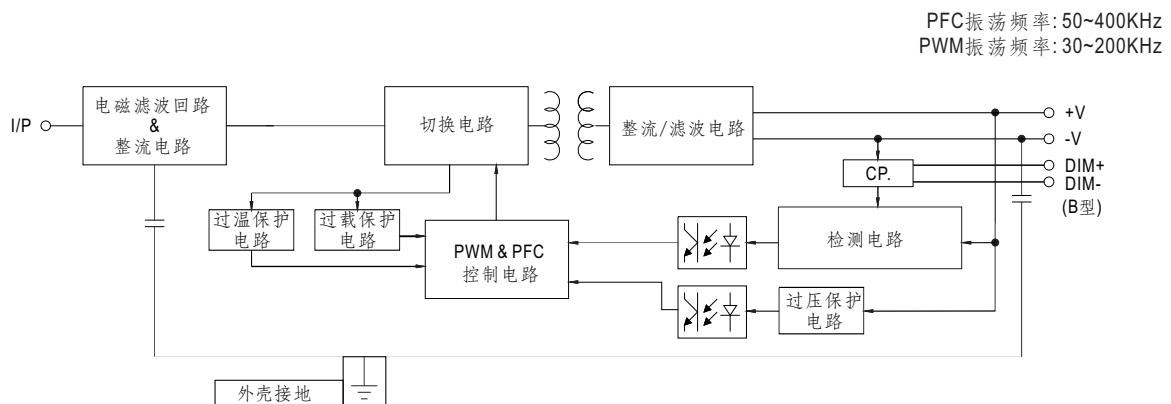 PFC振荡频率: 50~400KHz
PWM振荡频率: 30~200KHz
I/P
电磁滤波回路
&
整流电路
切换电路
整流/滤波电路
+V
-V
CP.
DIM+
DIM-
(B型)
过温保护
电路
过载保护
电路
PWM & PFC
控制电路
检测电路
过压保护
电路
外壳接地